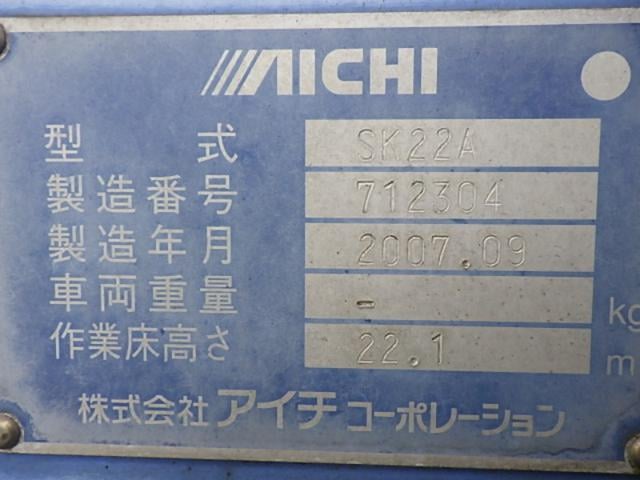 AICHI
型式 SK22A
製造番号 712304
製造年月 2007.09
車両重量 - kg
作業床高さ 22.1 m
株式会社 アイチ コーポレーション